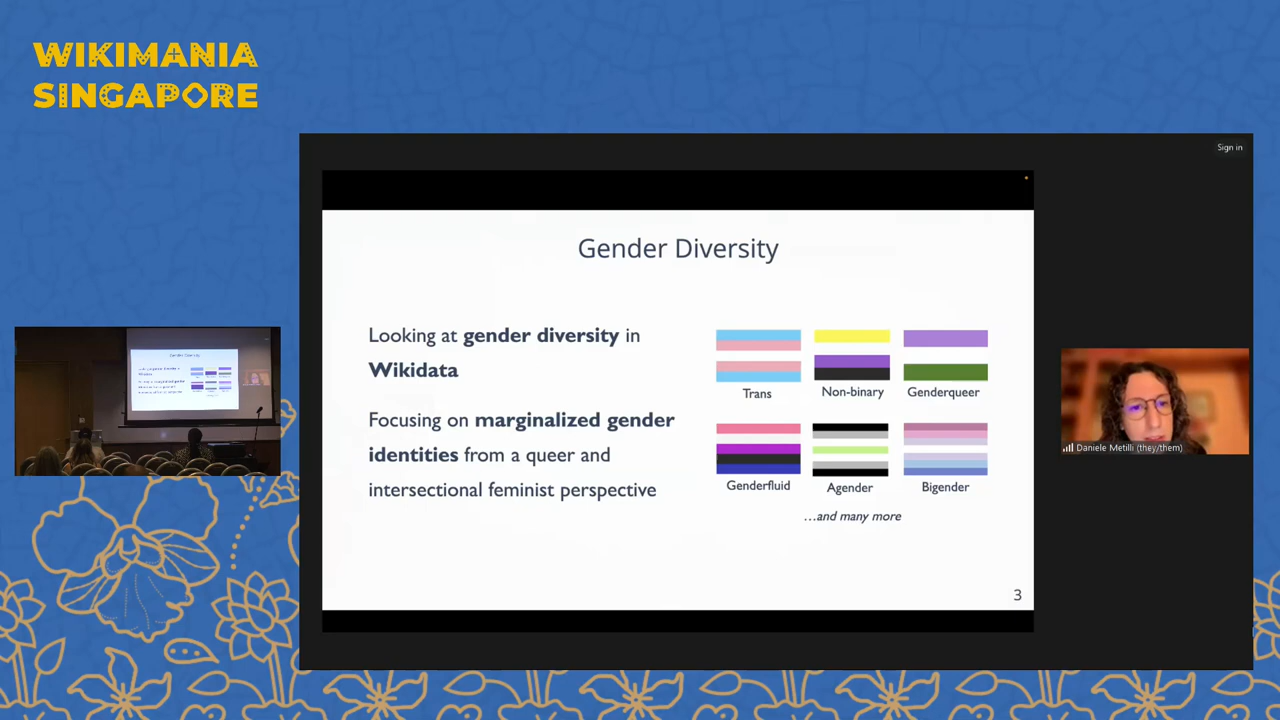 WIKIMANIA
SINGAPORE
Sign in
Gender Diversity
Looking at gender diversity in
Wikidata
Focusing on marginalized gender
identities from a queer and
intersectional feminist perspective
Trans
Non-binary
Genderqueer
Genderfluid
Agender
Bigender
…and many more
3
Gender Diversity
Daniele Metilli (they/them)